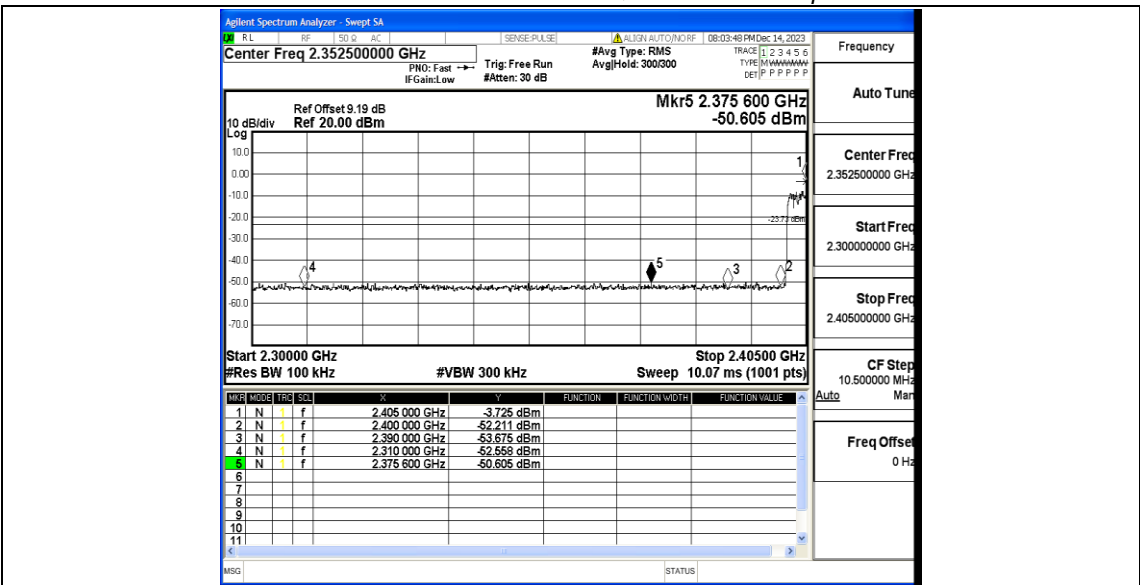 Agilent Spectrum Analyzer - Swept SA
RL RF 50 Ω AC SENSE:PULSE ALIGN AUTO/NO RF 08:03:48 PM Dec 14, 2023
Center Freq 2.352500000 GHz
PNO: Fast
IFGain:Low
Trig: Free Run
#Atten: 30 dB
#Avg Type: RMS
Avg|Hold: 300/300
TRACE 1 2 3 4 5 6
TYPE M
DET P P P P P P
Ref Offset 9.19 dB
10 dB/div Ref 20.00 dBm
Log
Mkr5 2.375 600 GHz
-50.605 dBm
10.0
0.00
-10.0
-20.0
-30.0
-40.0
-50.0
-60.0
-70.0
1
-23.73 dBm
4
5
3
2
Start 2.30000 GHz Stop 2.40500 GHz
#Res BW 100 kHz #VBW 300 kHz Sweep 10.07 ms (1001 pts)
MKR MODE TRC SCL X Y FUNCTION FUNCTION WIDTH FUNCTION VALUE
1 N 1 f 2.405 000 GHz -3.725 dBm
2 N 1 f 2.400 000 GHz -52.211 dBm
3 N 1 f 2.390 000 GHz -53.675 dBm
4 N 1 f 2.310 000 GHz -52.558 dBm
5 N 1 f 2.375 600 GHz -50.605 dBm
6
7
8
9
10
11
MSG STATUS
Frequency
Auto Tune
Center Freq
2.352500000 GHz
Start Freq
2.300000000 GHz
Stop Freq
2.405000000 GHz
CF Step
10.500000 MHz
Auto Man
Freq Offset
0 Hz